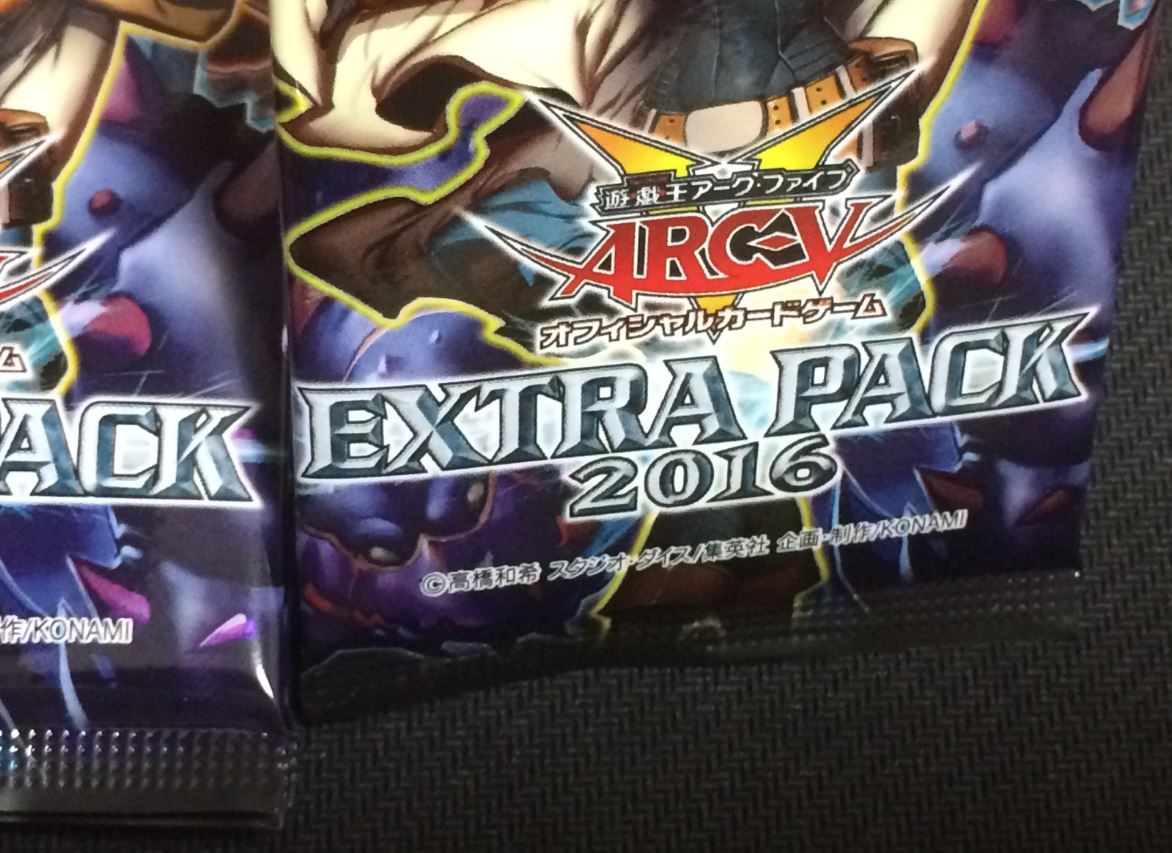 遊戯王アーク・ファイブ
ARC-V
オフィシャルカードゲーム
EXTRA PACK
2016
©高橋和希 スタジオ・ダイス/集英社 企画・制作/KONAMI
ム
ACK
作/KONAMI